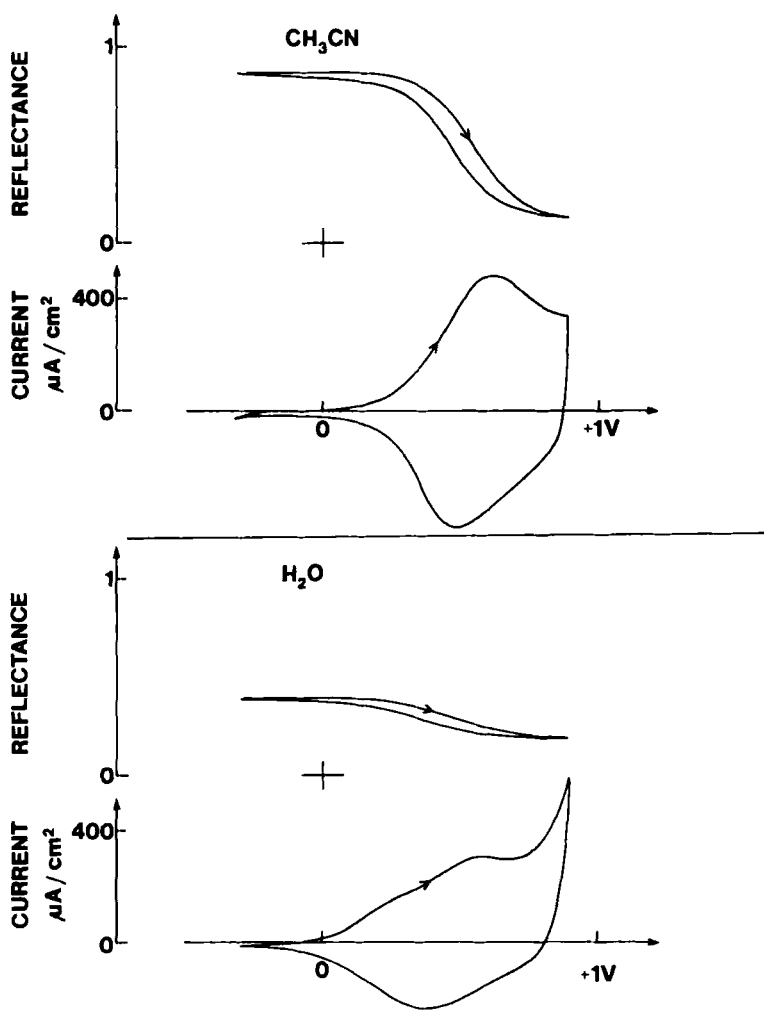 CH₃CN
1
REFLECTANCE
0
400
CURRENT
μA/cm²
0
0
+1V
H₂O
1
REFLECTANCE
0
400
CURRENT
μA/cm²
0
0
+1V